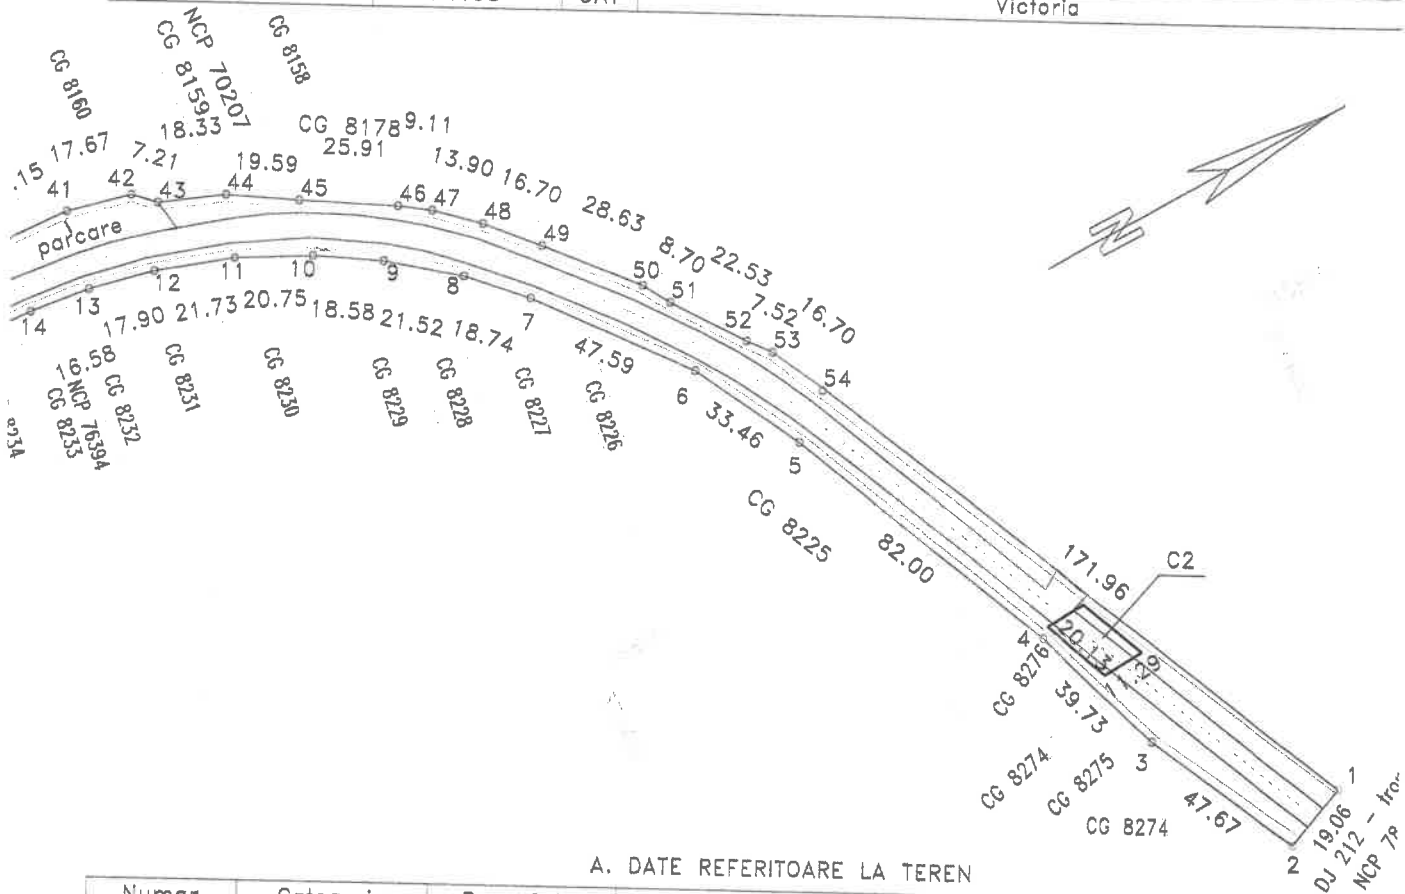 Victoria
CG 8160
NCP 70207
CG 8159
CG 8158
CG 8178
.15
17.67
7.21
18.33
19.59
25.91
9.11
13.90
16.70
28.63
8.70
22.53
7.52
16.70
41
42
43
44
45
46
47
48
49
50
51
52
53
54
parcare
14
13
12
11
10
9
8
7
6
5
16.58
17.90
21.73
20.75
18.58
21.52
18.74
47.59
33.46
82.00
171.96
8234
CG 8233
NCP 76394
CG 8232
CG 8231
CG 8230
CG 8229
CG 8228
CG 8227
CG 8226
CG 8225
N
C2
4
20.13
CG 8276
39.73
CG 8274
CG 8275
3
CG 8274
47.67
1
2
19.06
DJ 212 -
NCP
A. DATE REFERITOARE LA TEREN